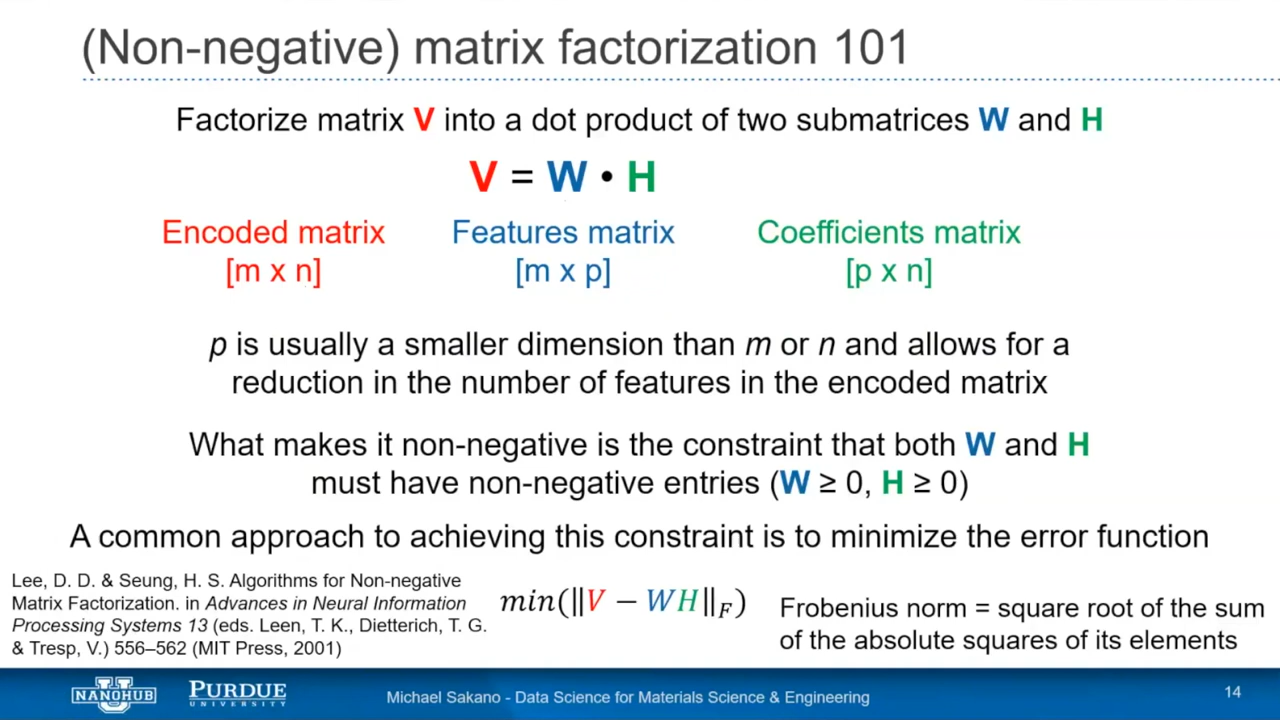 (Non-negative) matrix factorization 101
Factorize matrix V into a dot product of two submatrices W and H
V = W • H
Encoded matrix
[m x n]
Features matrix
[m x p]
Coefficients matrix
[p x n]
p is usually a smaller dimension than m or n and allows for a
reduction in the number of features in the encoded matrix
What makes it non-negative is the constraint that both W and H
must have non-negative entries (W ≥ 0, H ≥ 0)
A common approach to achieving this constraint is to minimize the error function
Lee, D. D. & Seung, H. S. Algorithms for Non-negative
Matrix Factorization. in Advances in Neural Information
Processing Systems 13 (eds. Leen, T. K., Dietterich, T. G.
& Tresp, V.) 556–562 (MIT Press, 2001)
min(‖V − WH‖F)
Frobenius norm = square root of the sum
of the absolute squares of its elements
NANOHUB
PURDUE
UNIVERSITY
Michael Sakano - Data Science for Materials Science & Engineering
14